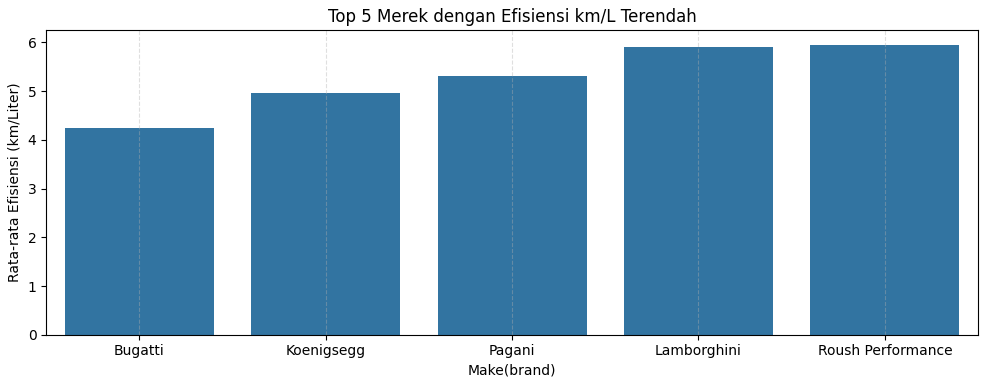 Top 5 Merek dengan Efisiensi km/L Terendah
Rata-rata Efisiensi (km/Liter)
6
5
4
3
2
1
0
Bugatti
Koenigsegg
Pagani
Lamborghini
Roush Performance
Make(brand)